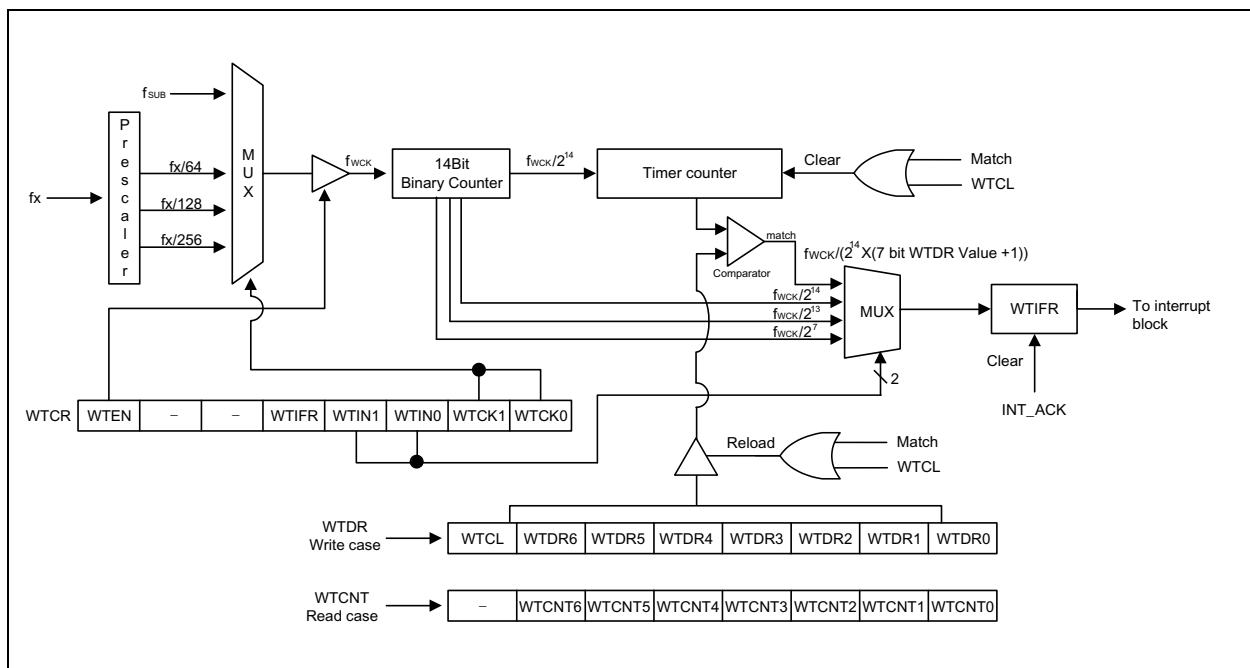 fSUB
Prescaler
fx
fx/64
fx/128
fx/256
MUX
fWCK
14Bit
Binary Counter
fWCK/2^14
Timer counter
Clear
Match
WTCL
match
Comparator
fWCK/(2^14 X(7 bit WTDR Value +1))
fWCK/2^14
fWCK/2^13
fWCK/2^7
MUX
2
WTIFR
To interrupt
block
Clear
INT_ACK
WTCR WTEN – – WTIFR WTIN1 WTIN0 WTCK1 WTCK0
Reload
Match
WTCL
WTDR
Write case
WTCL WTDR6 WTDR5 WTDR4 WTDR3 WTDR2 WTDR1 WTDR0
WTCNT
Read case
– WTCNT6 WTCNT5 WTCNT4 WTCNT3 WTCNT2 WTCNT1 WTCNT0